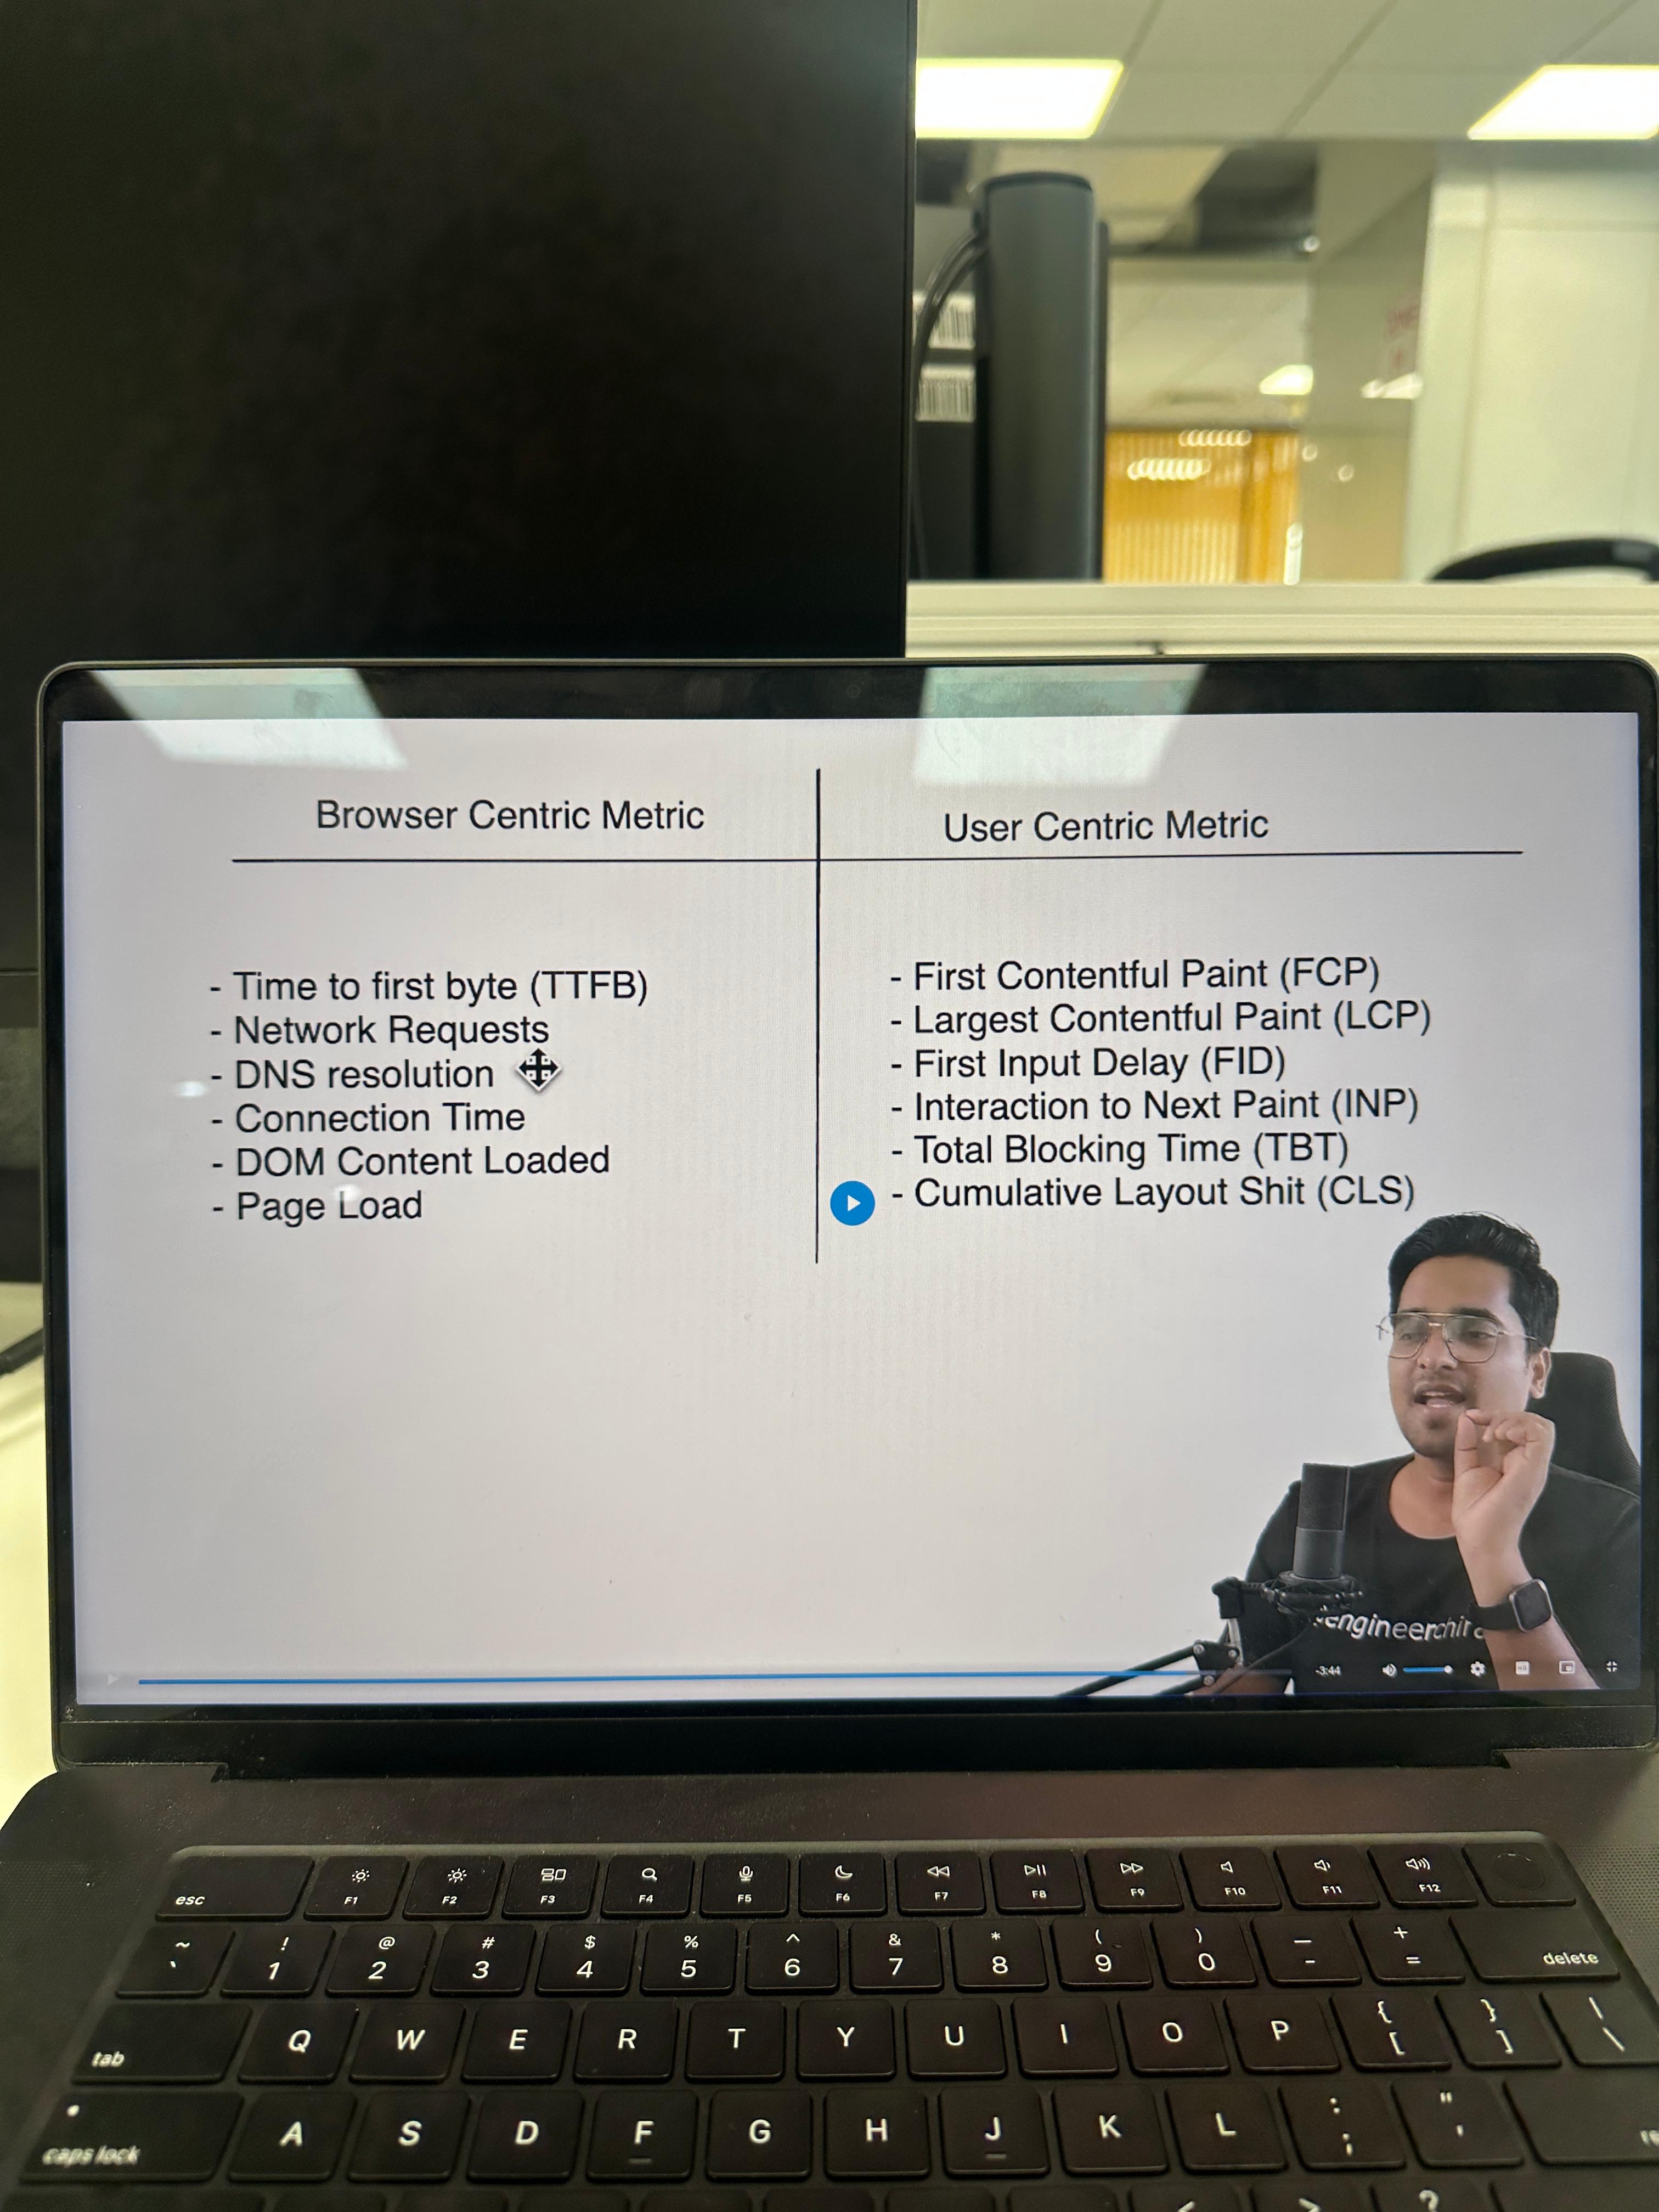 Browser Centric Metric
User Centric Metric
- Time to first byte (TTFB)
- Network Requests
- DNS resolution
- Connection Time
- DOM Content Loaded
- Page Load
- First Contentful Paint (FCP)
- Largest Contentful Paint (LCP)
- First Input Delay (FID)
- Interaction to Next Paint (INP)
- Total Blocking Time (TBT)
- Cumulative Layout Shit (CLS)
-3:44
esc F1 F2 F3 F4 F5 F6 F7 F8 F9 F10 F11 F12
~ ! @ # $ % ^ & * ( ) — +
` 1 2 3 4 5 6 7 8 9 0 - = delete
tab Q W E R T Y U I O P { [ } ] | \
caps lock A S D F G H J K L : ; " '
< > ?